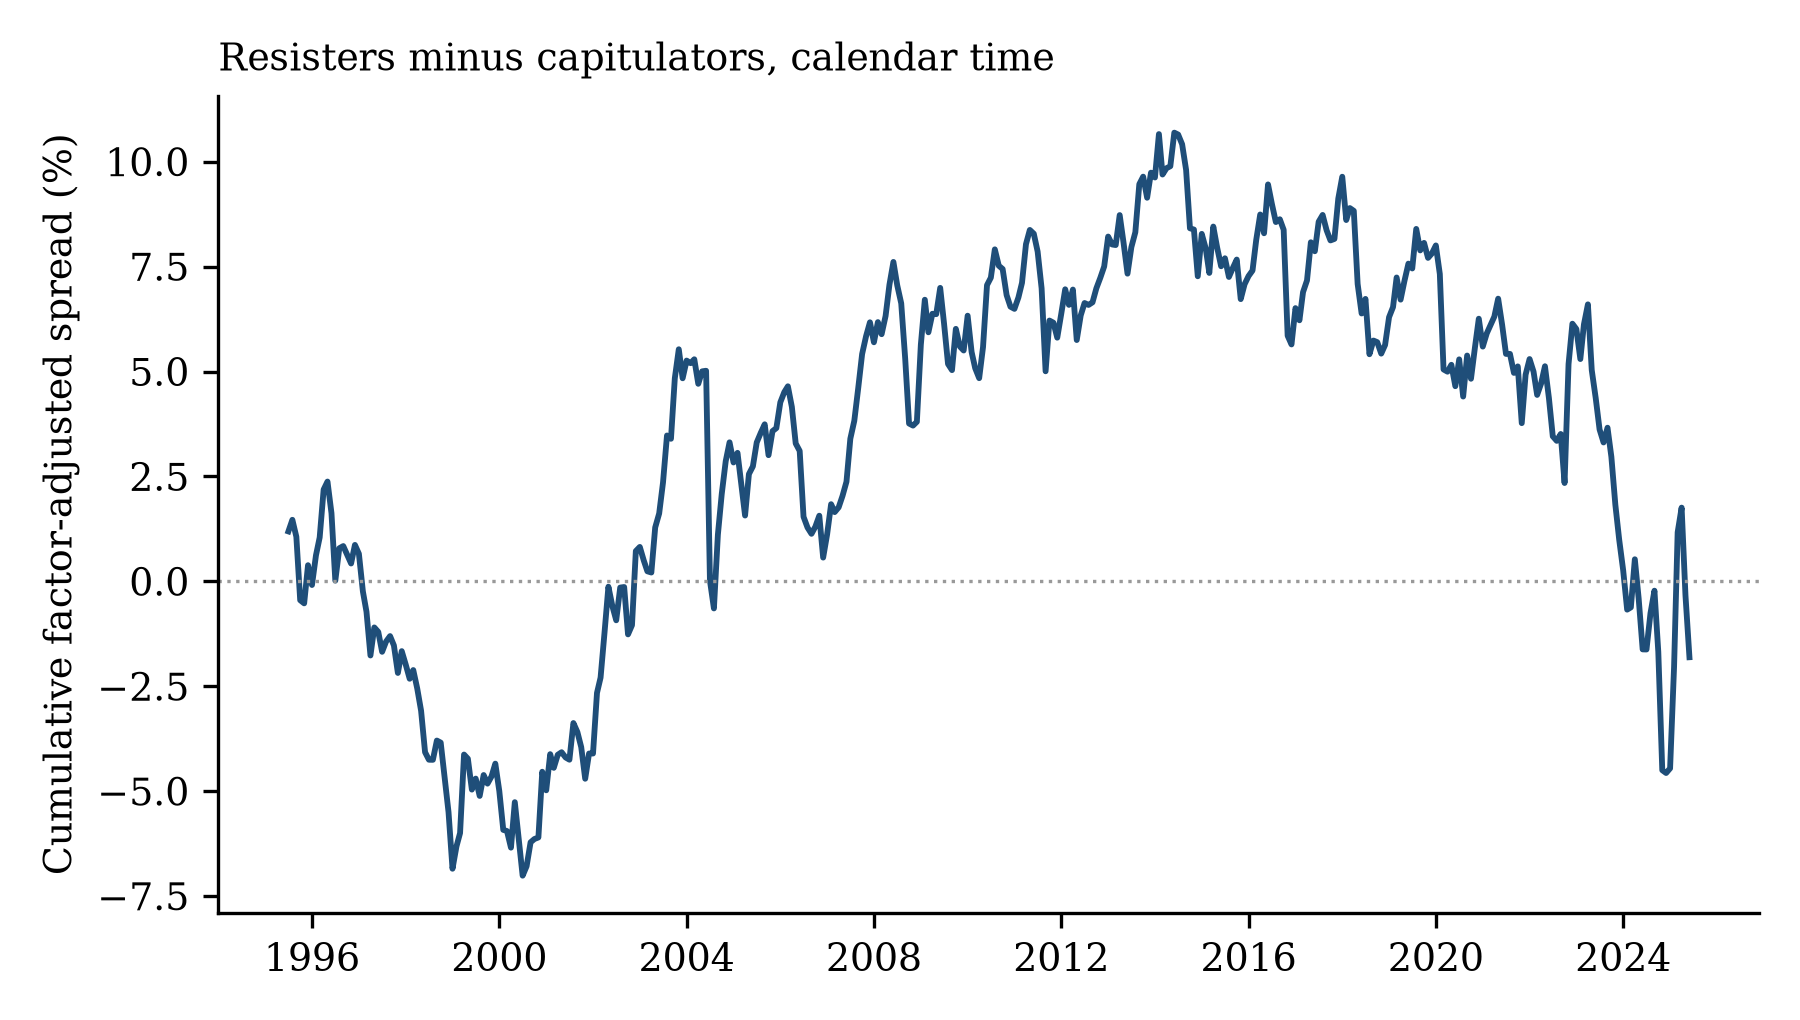 Resisters minus capitulators, calendar time
Cumulative factor-adjusted spread (%)
10.0
7.5
5.0
2.5
0.0
−2.5
−5.0
−7.5
1996 2000 2004 2008 2012 2016 2020 2024